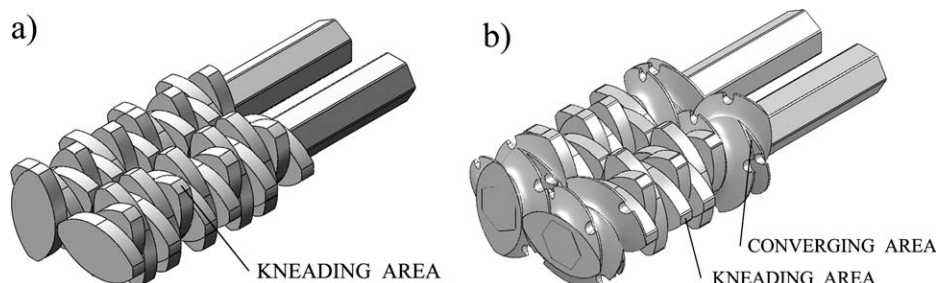 a)
KNEADING AREA
b)
CONVERGING AREA
KNEADING AREA